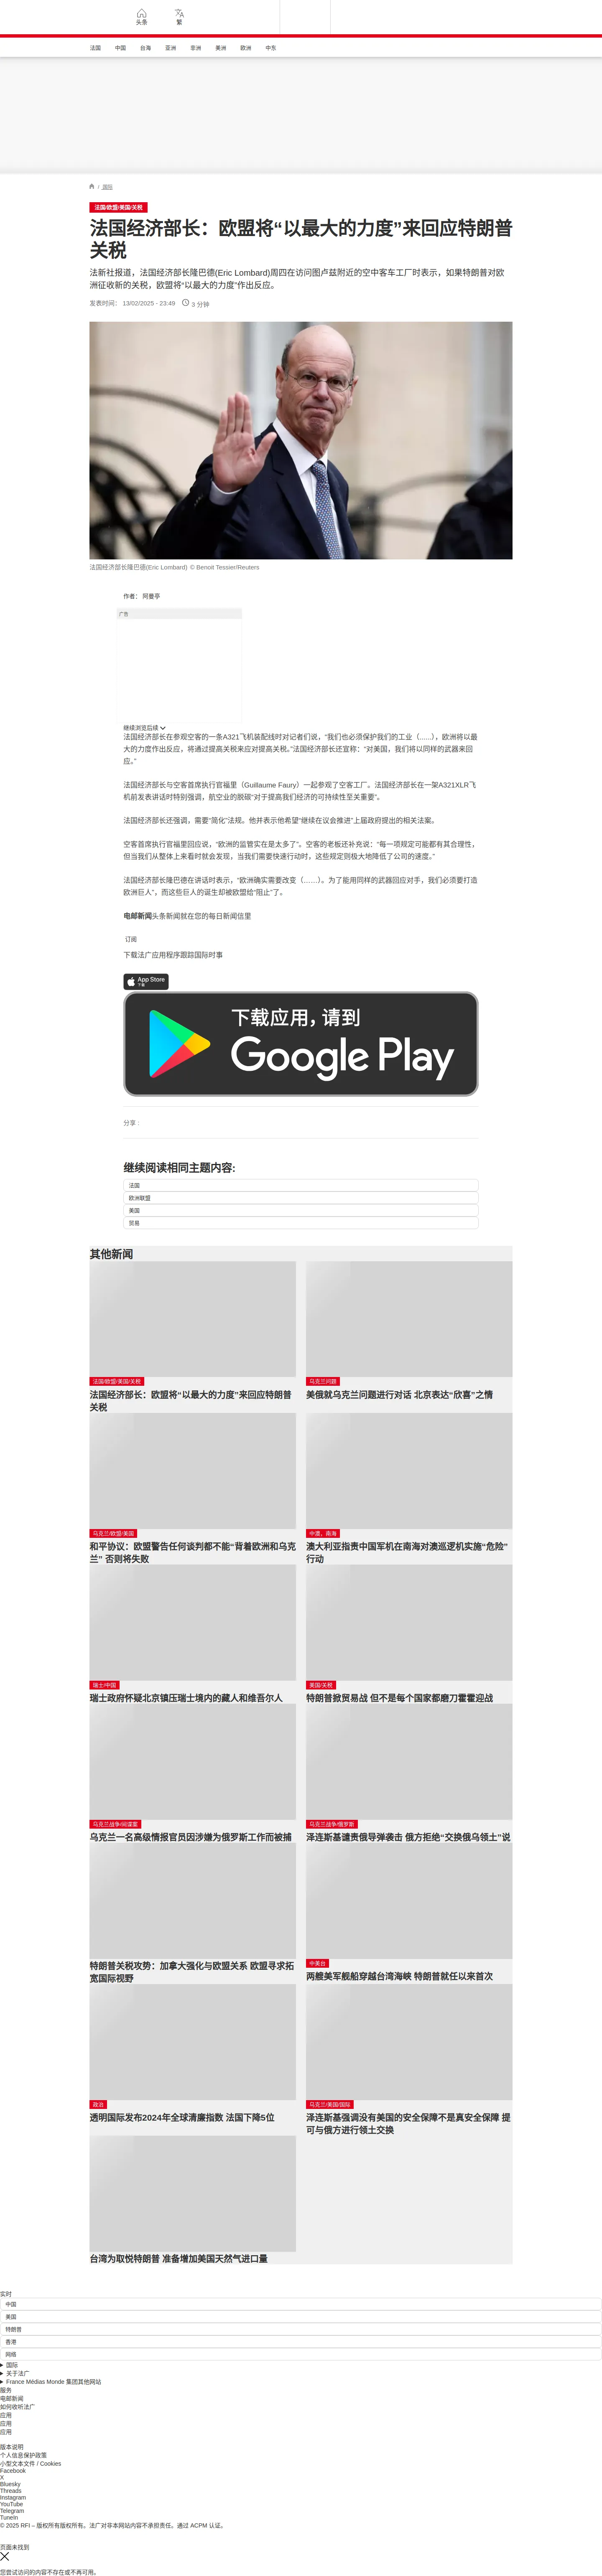 头条
繁
法国 中国 台海 亚洲 非洲 美洲 欧洲 中东
/ 国际
法国/欧盟/美国/关税
法国经济部长：欧盟将“以最大的力度”来回应特朗普
关税
法新社报道，法国经济部长隆巴德(Eric Lombard)周四在访问图卢兹附近的空中客车工厂时表示，如果特朗普对欧
洲征收新的关税，欧盟将“以最大的力度”作出反应。
发表时间： 13/02/2025 - 23:49 3 分钟
法国经济部长隆巴德(Eric Lombard) © Benoit Tessier/Reuters
作者： 阿曼亭
广告
继续浏览后续
法国经济部长在参观空客的一条A321飞机装配线时对记者们说，“我们也必须保护我们的工业（......），欧洲将以最
大的力度作出反应，将通过提高关税来应对提高关税。”法国经济部长还宣称：“对美国，我们将以同样的武器来回
应。”
法国经济部长与空客首席执行官福里（Guillaume Faury）一起参观了空客工厂。法国经济部长在一架A321XLR飞
机前发表讲话时特别强调，航空业的脱碳“对于提高我们经济的可持续性至关重要”。
法国经济部长还强调，需要“简化”法规。他并表示他希望“继续在议会推进”上届政府提出的相关法案。
空客首席执行官福里回应说，“欧洲的监管实在是太多了”。空客的老板还补充说：“每一项规定可能都有其合理性，
但当我们从整体上来看时就会发现，当我们需要快速行动时，这些规定则极大地降低了公司的速度。”
法国经济部长隆巴德在讲话时表示，“欧洲确实需要改变（……）。为了能用同样的武器回应对手，我们必须要打造
欧洲巨人”，而这些巨人的诞生却被欧盟给“阻止”了。
电邮新闻头条新闻就在您的每日新闻信里
订阅
下载法广应用程序跟踪国际时事
App Store
下载
下载应用，请到
Google Play
分享 :
继续阅读相同主题内容:
法国
欧洲联盟
美国
贸易
其他新闻
法国/欧盟/美国/关税
法国经济部长：欧盟将“以最大的力度”来回应特朗普
关税
乌克兰问题
美俄就乌克兰问题进行对话 北京表达“欣喜”之情
乌克兰/欧盟/美国
和平协议：欧盟警告任何谈判都不能“背着欧洲和乌克
兰” 否则将失败
中澳，南海
澳大利亚指责中国军机在南海对澳巡逻机实施“危险”
行动
瑞士/中国
瑞士政府怀疑北京镇压瑞士境内的藏人和维吾尔人
美国/关税
特朗普掀贸易战 但不是每个国家都磨刀霍霍迎战
乌克兰战争/间谍案
乌克兰一名高级情报官员因涉嫌为俄罗斯工作而被捕
乌克兰战争/俄罗斯
泽连斯基谴责俄导弹袭击 俄方拒绝“交换俄乌领土”说
特朗普关税攻势：加拿大强化与欧盟关系 欧盟寻求拓
宽国际视野
中美台
两艘美军舰船穿越台湾海峡 特朗普就任以来首次
政治
透明国际发布2024年全球清廉指数 法国下降5位
乌克兰/美国/国际
泽连斯基强调没有美国的安全保障不是真安全保障 提
可与俄方进行领土交换
台湾为取悦特朗普 准备增加美国天然气进口量
实时
中国
美国
特朗普
香港
网络
国际
关于法广
France Médias Monde 集团其他网站
服务
电邮新闻
如何收听法广
应用
应用
应用
版本说明
个人信息保护政策
小型文本文件 / Cookies
Facebook
X
Bluesky
Threads
Instagram
YouTube
Telegram
TuneIn
© 2025 RFI – 版权所有版权所有。法广对非本网站内容不承担责任。通过 ACPM 认证。
页面未找到
您尝试访问的内容不存在或不再可用。